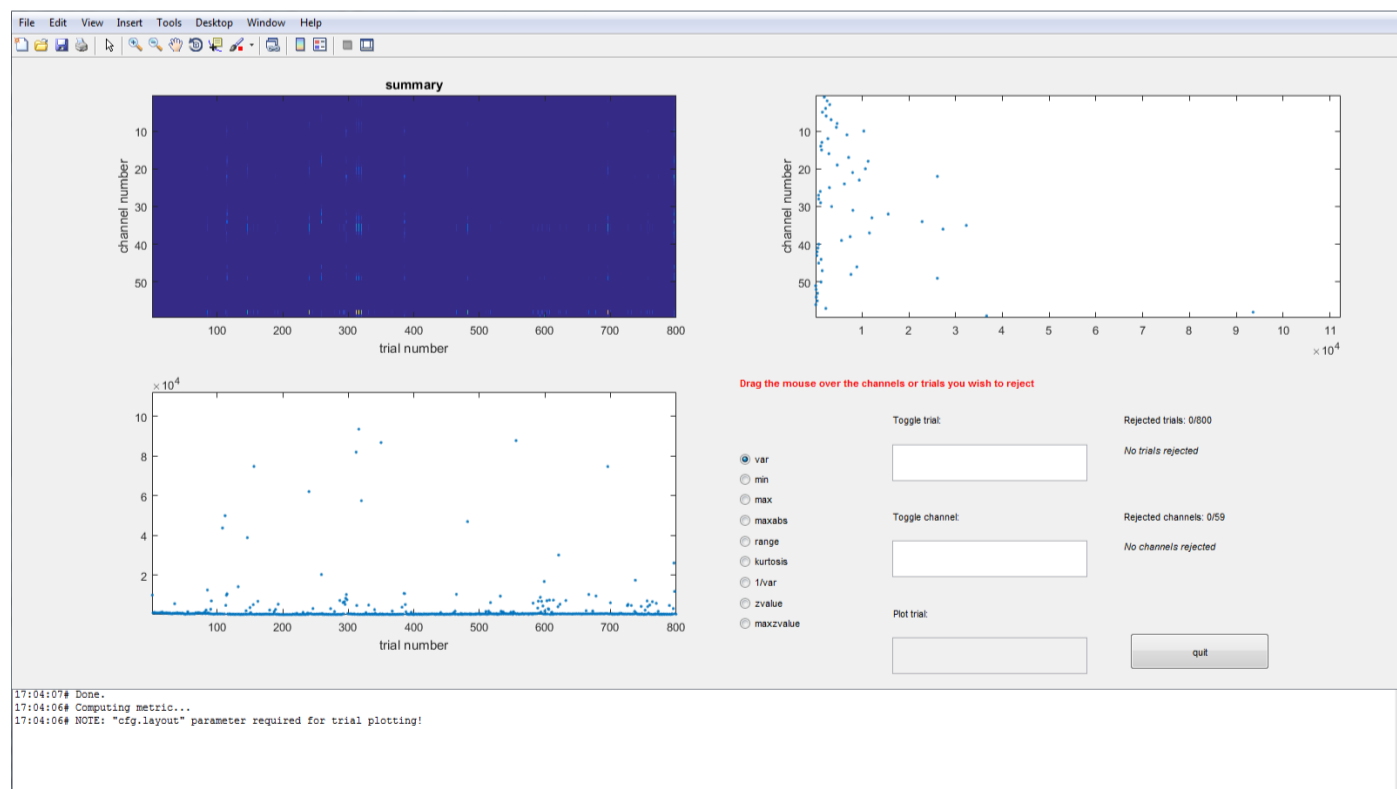 File Edit View Insert Tools Desktop Window Help
summary
10
20
30
40
50
channel number
100 200 300 400 500 600 700 800
trial number
10
20
30
40
50
channel number
1 2 3 4 5 6 7 8 9 10 11
×10^4
×10^4
10
8
6
4
2
100 200 300 400 500 600 700 800
trial number
Drag the mouse over the channels or trials you wish to reject
Toggle trial:
Rejected trials: 0/800
No trials rejected
var
min
max
maxabs
range
kurtosis
1/var
zvalue
maxzvalue
Toggle channel:
Rejected channels: 0/59
No channels rejected
Plot trial:
quit
17:04:07# Done.
17:04:06# Computing metric...
17:04:06# NOTE: "cfg.layout" parameter required for trial plotting!